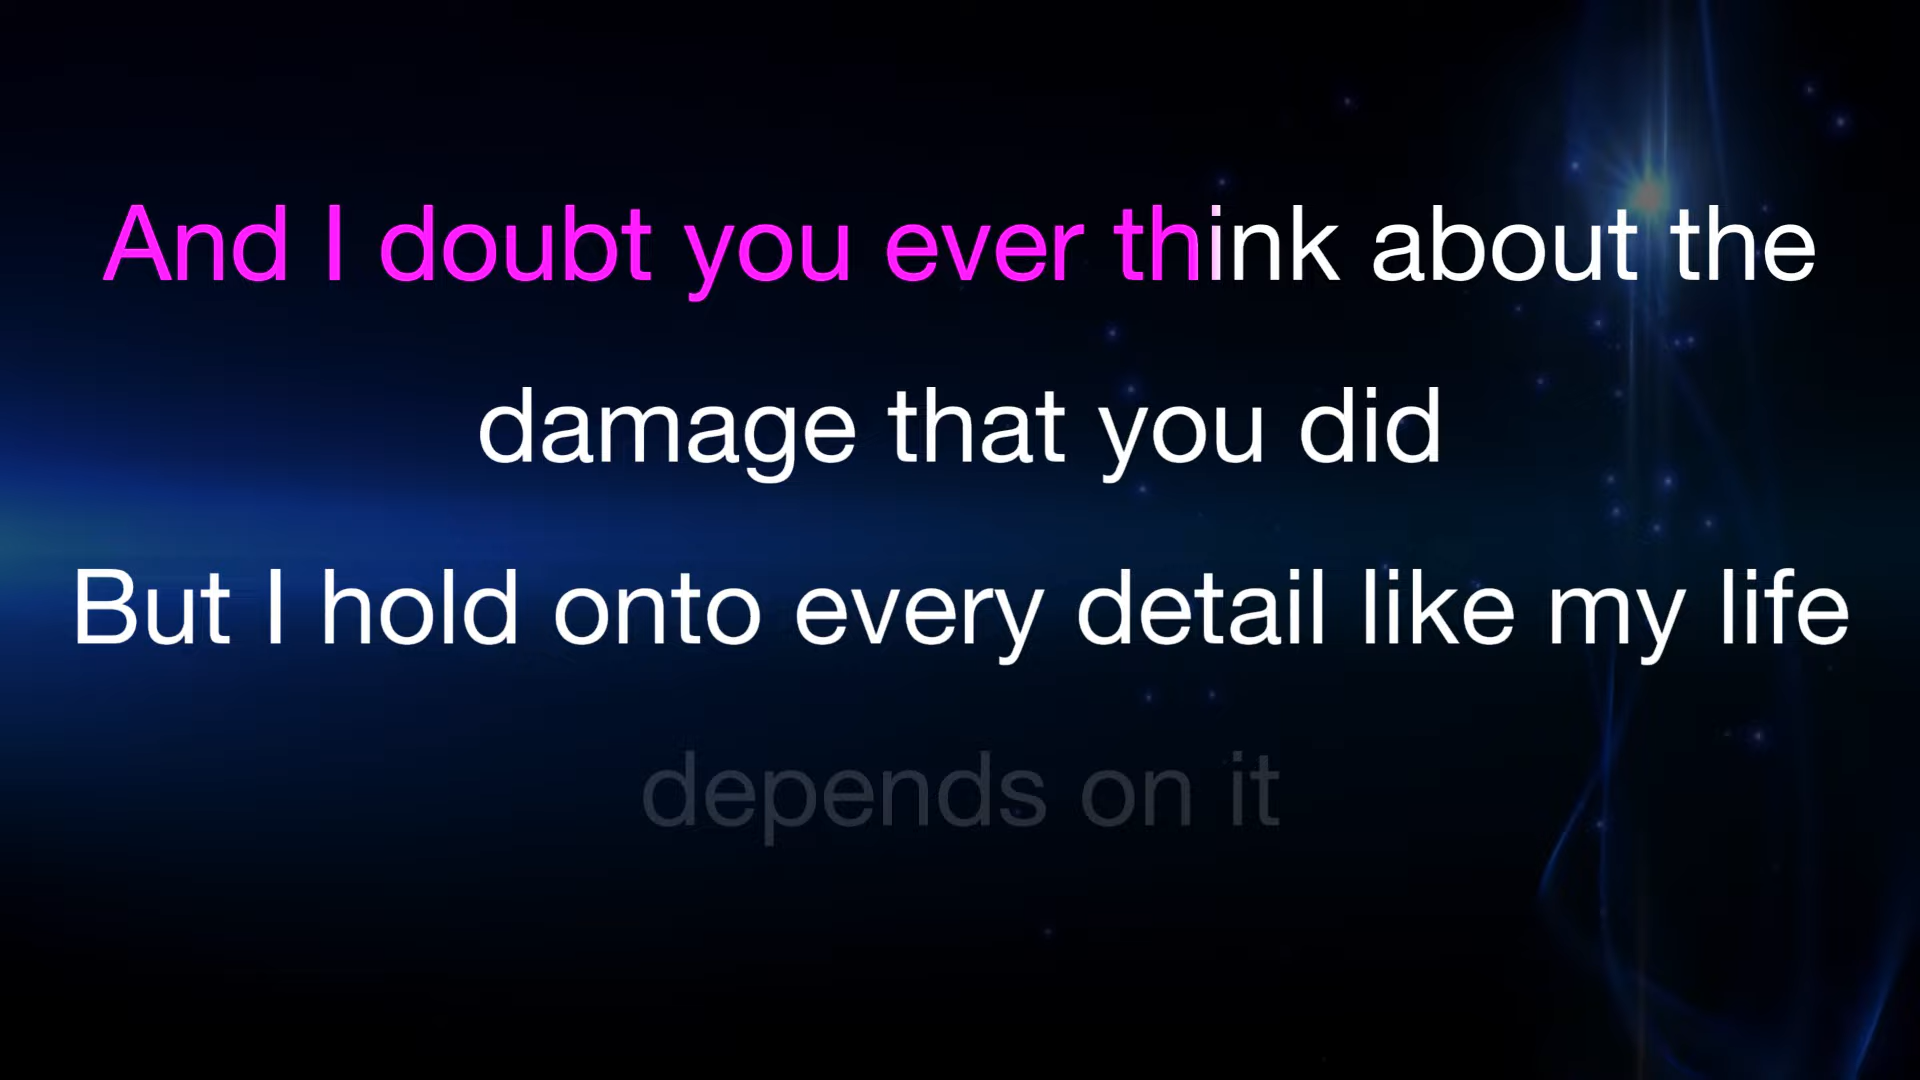 And I doubt you ever think about the
damage that you did
But I hold onto every detail like my life
depends on it